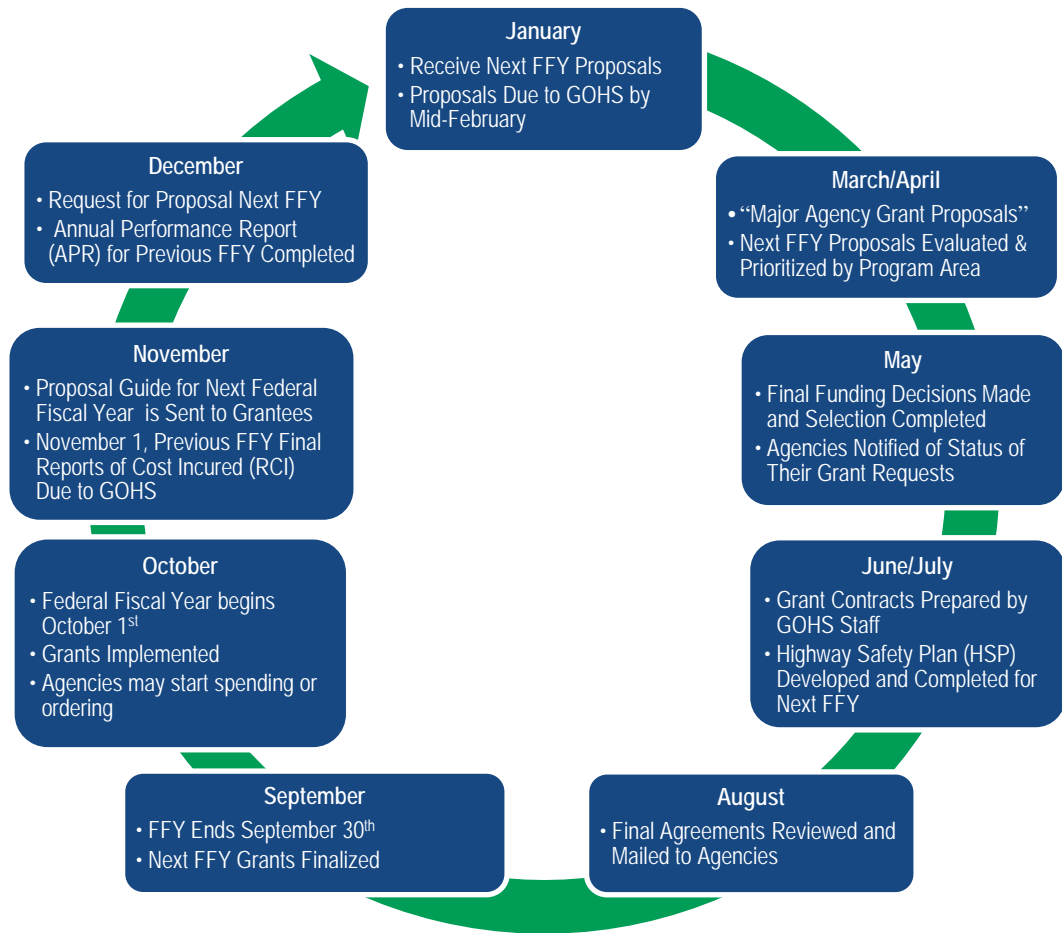 January
• Receive Next FFY Proposals
• Proposals Due to GOHS by
Mid-February
March/April
• “Major Agency Grant Proposals”
• Next FFY Proposals Evaluated &
Prioritized by Program Area
May
• Final Funding Decisions Made
and Selection Completed
• Agencies Notified of Status of
Their Grant Requests
June/July
• Grant Contracts Prepared by
GOHS Staff
• Highway Safety Plan (HSP)
Developed and Completed for
Next FFY
August
• Final Agreements Reviewed and
Mailed to Agencies
September
• FFY Ends September 30th
• Next FFY Grants Finalized
October
• Federal Fiscal Year begins
October 1st
• Grants Implemented
• Agencies may start spending or
ordering
November
• Proposal Guide for Next Federal
Fiscal Year is Sent to Grantees
• November 1, Previous FFY Final
Reports of Cost Incured (RCI)
Due to GOHS
December
• Request for Proposal Next FFY
• Annual Performance Report
(APR) for Previous FFY Completed